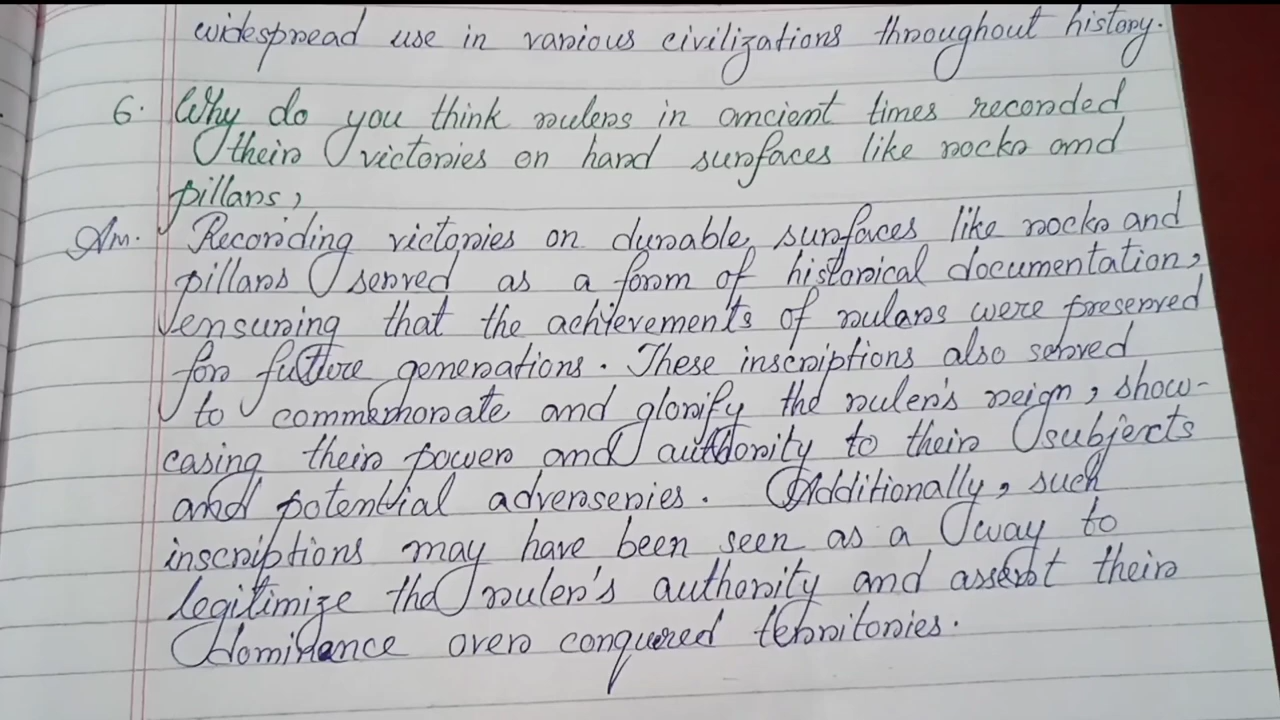 widespread use in various civilizations throughout history.
6. Why do you think rulers in ancient times recorded
their victories on hard surfaces like rocks and
pillars,
Ans. Recording victories on durable surfaces like rocks and
pillars served as a form of historical documentation,
ensuring that the achievements of rulars were preserved
for future generations. These inscriptions also served
to commemorate and glorify the ruler's reign, show-
casing their power and authority to their subjects
and potential adverseries. Additionally, such
inscriptions may have been seen as a way to
legitimize the ruler's authority and assert their
dominance over conquered territories.